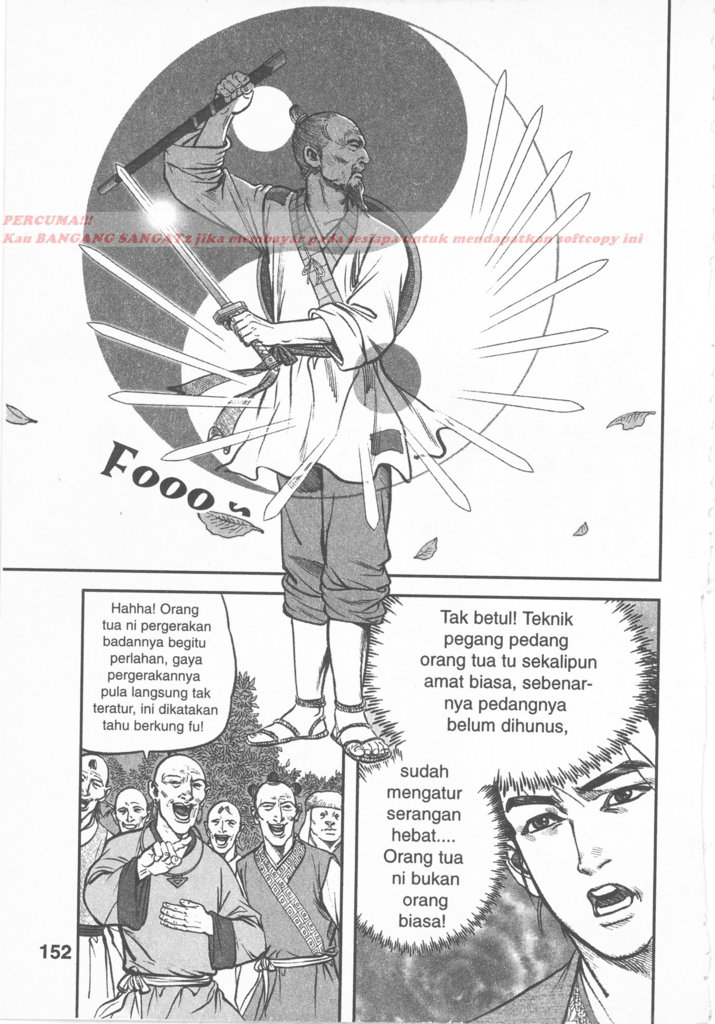 PERCUMA!!!
Kau BANGANG SANGAT2 jika membayar pada sesiapa untuk mendapatkan softcopy ini
Fooo~
Hahha! Orang
tua ni pergerakan
badannya begitu
perlahan, gaya
pergerakannya
pula langsung tak
teratur, ini dikatakan
tahu berkung fu!
Tak betul! Teknik
pegang pedang
orang tua tu sekalipun
amat biasa, sebenar-
nya pedangnya
belum dihunus,
sudah
mengatur
serangan
hebat....
Orang tua
ni bukan
orang
biasa!
152